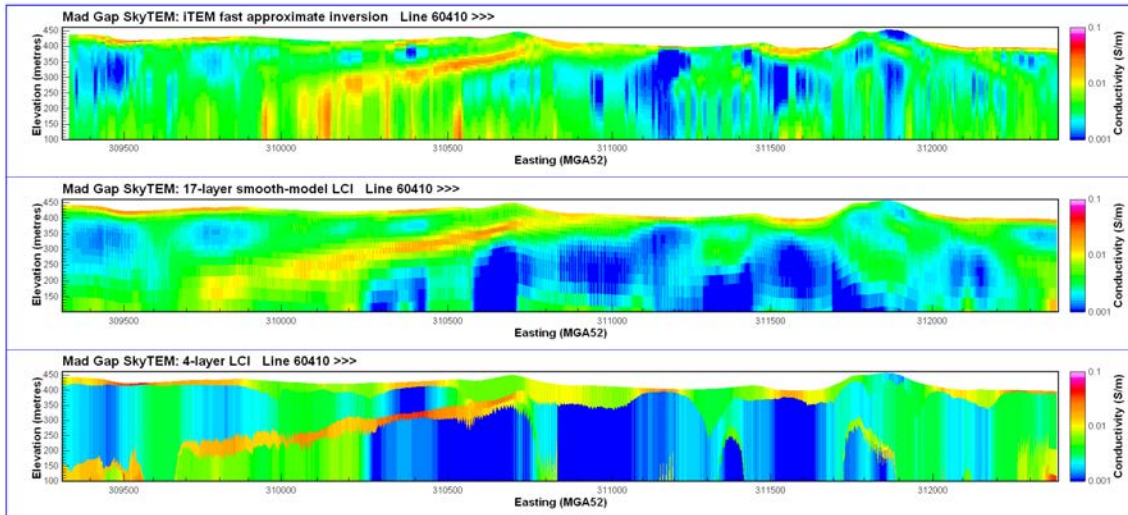 Mad Gap SkyTEM: iTEM fast approximate inversion Line 60410 >>>
Elevation (metres)
450
400
350
300
250
200
150
100
309500 310000 310500 311000 311500 312000
Easting (MGA52)
0.1
0.01
0.001
Conductivity (S/m)
Mad Gap SkyTEM: 17-layer smooth-model LCI Line 60410 >>>
Elevation (metres)
450
400
350
300
250
200
150
100
309500 310000 310500 311000 311500 312000
Easting (MGA52)
0.1
0.01
0.001
Conductivity (S/m)
Mad Gap SkyTEM: 4-layer LCI Line 60410 >>>
Elevation (metres)
450
400
350
300
250
200
150
100
309500 310000 310500 311000 311500 312000
Easting (MGA52)
0.1
0.01
0.001
Conductivity (S/m)